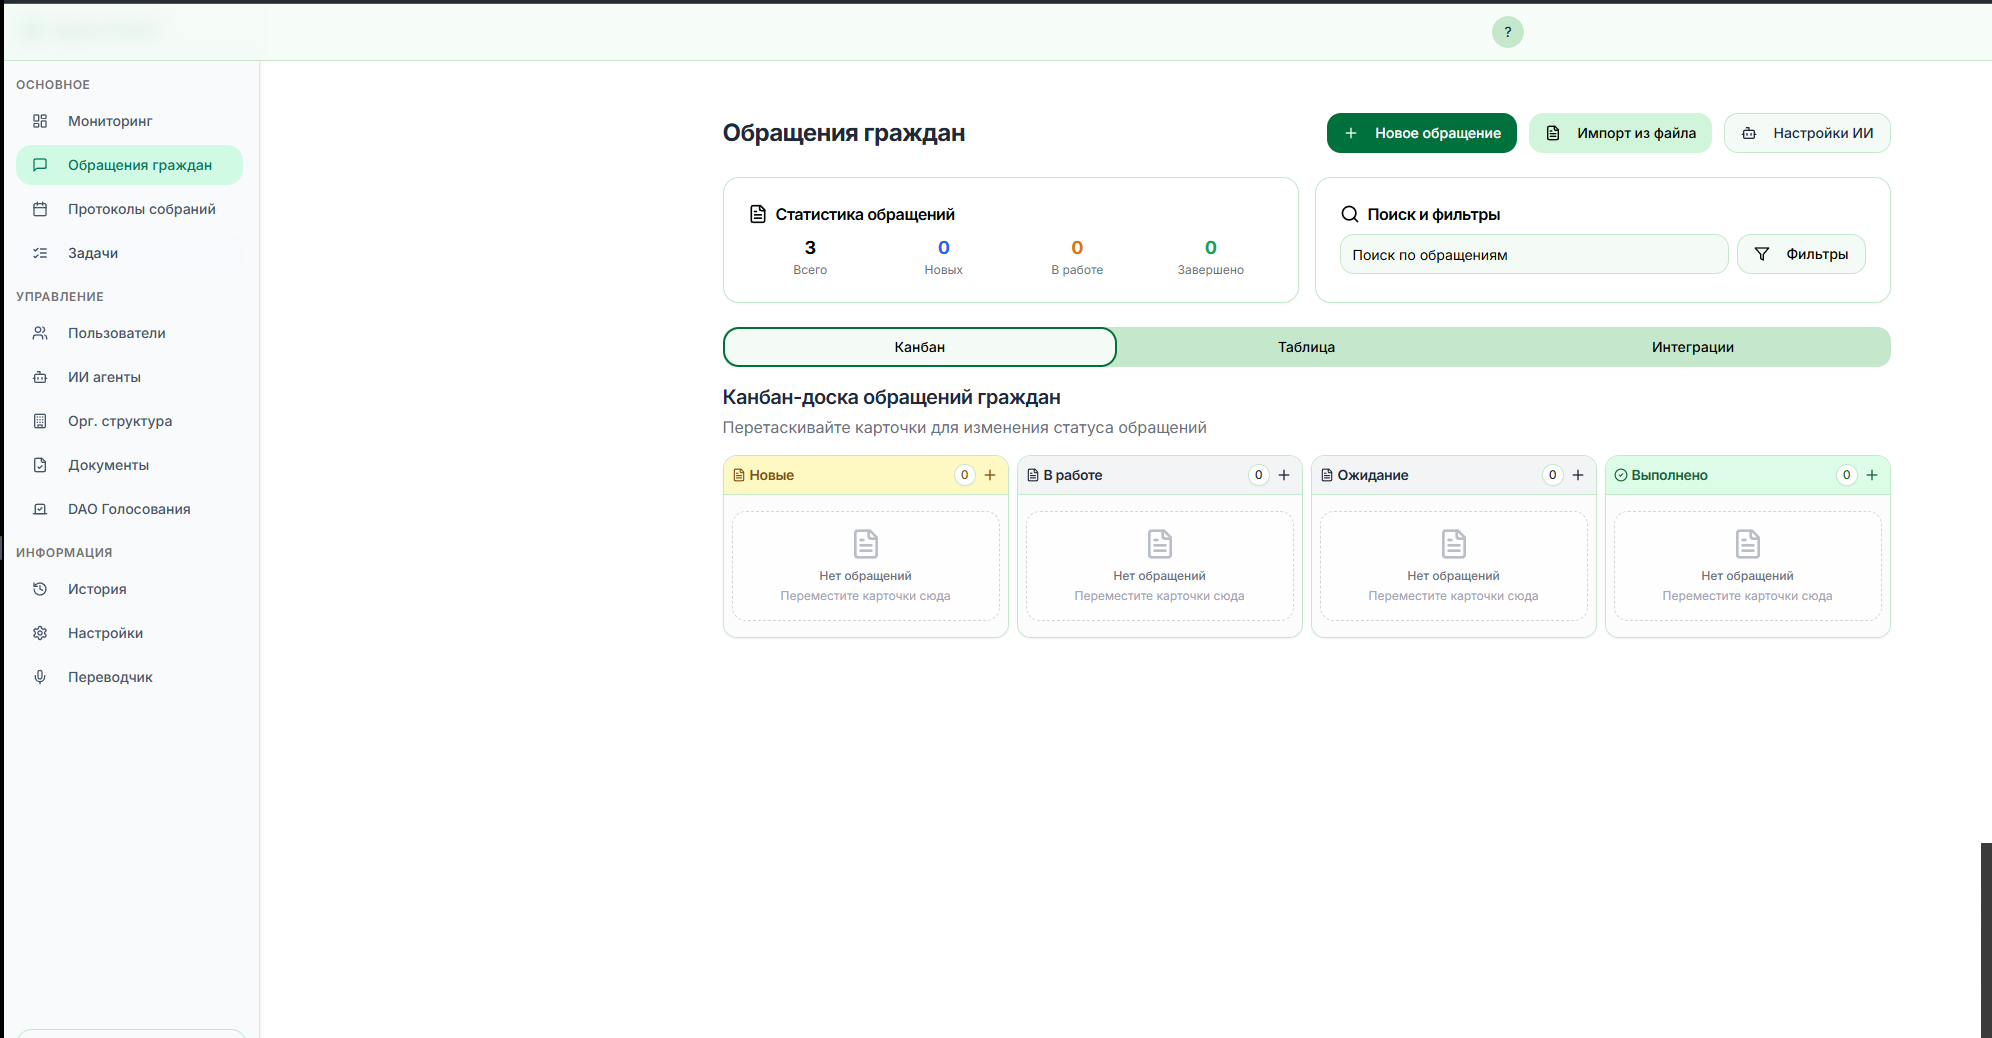 ?
ОСНОВНОЕ
Мониторинг
Обращения граждан
Протоколы собраний
Задачи
УПРАВЛЕНИЕ
Пользователи
ИИ агенты
Орг. структура
Документы
DAO Голосования
ИНФОРМАЦИЯ
История
Настройки
Переводчик
Обращения граждан
Новое обращение
Импорт из файла
Настройки ИИ
Статистика обращений
3 0 0 0
Всего Новых В работе Завершено
Поиск и фильтры
Поиск по обращениям
Фильтры
Канбан Таблица Интеграции
Канбан-доска обращений граждан
Перетаскивайте карточки для изменения статуса обращений
Новые 0
Нет обращений
Переместите карточки сюда
В работе 0
Нет обращений
Переместите карточки сюда
Ожидание 0
Нет обращений
Переместите карточки сюда
Выполнено 0
Нет обращений
Переместите карточки сюда